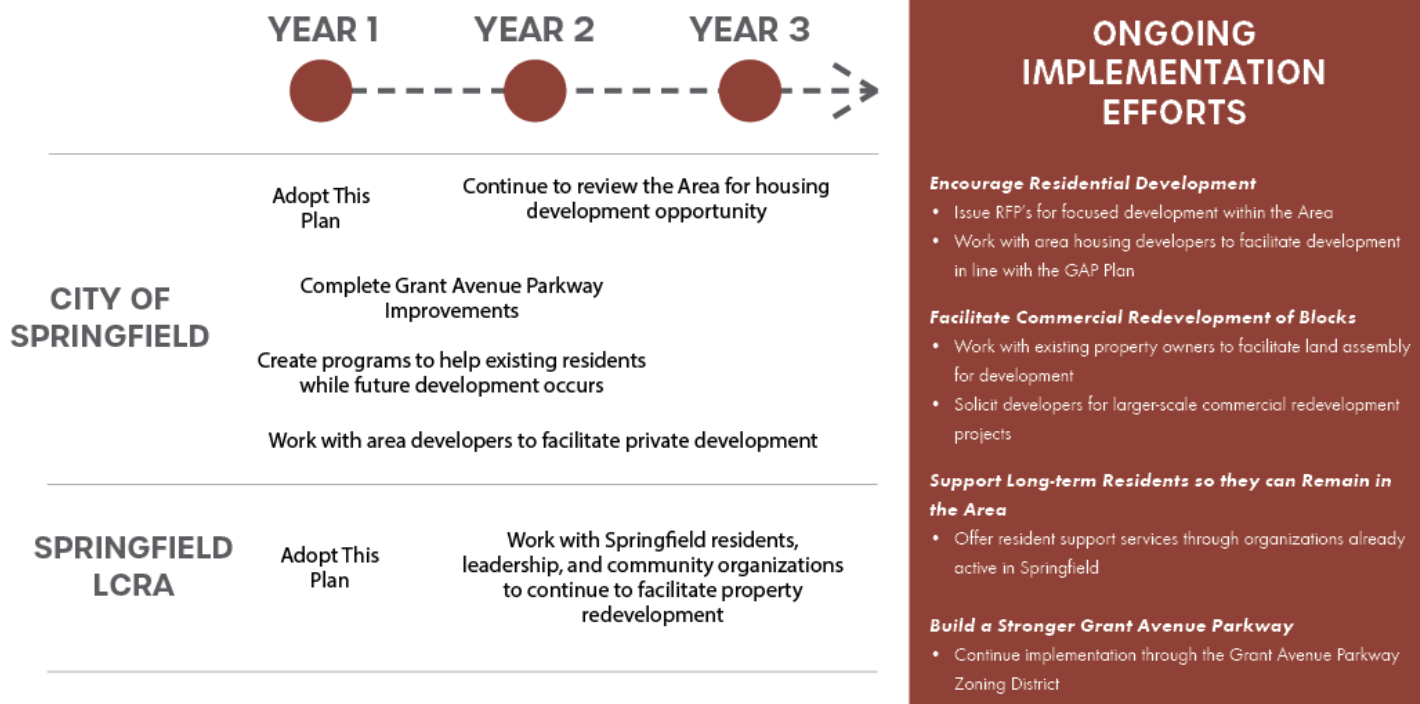 YEAR 1
YEAR 2
YEAR 3
CITY OF
SPRINGFIELD
Adopt This
Plan
Continue to review the Area for housing
development opportunity
Complete Grant Avenue Parkway
Improvements
Create programs to help existing residents
while future development occurs
Work with area developers to facilitate private development
SPRINGFIELD
LCRA
Adopt This
Plan
Work with Springfield residents,
leadership, and community organizations
to continue to facilitate property
redevelopment
ONGOING
IMPLEMENTATION
EFFORTS
Encourage Residential Development
• Issue RFP's for focused development within the Area
• Work with area housing developers to facilitate development
in line with the GAP Plan
Facilitate Commercial Redevelopment of Blocks
• Work with existing property owners to facilitate land assembly
for development
• Solicit developers for larger-scale commercial redevelopment
projects
Support Long-term Residents so they can Remain in
the Area
• Offer resident support services through organizations already
active in Springfield
Build a Stronger Grant Avenue Parkway
• Continue implementation through the Grant Avenue Parkway
Zoning District